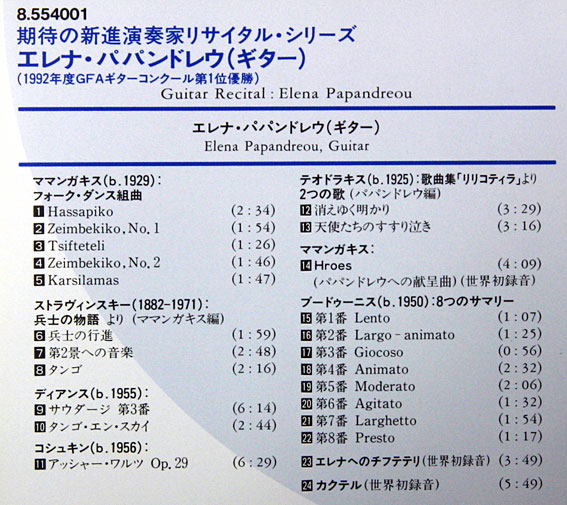 8.554001
期待の新進演奏家リサイタル・シリーズ
エレナ・パパンドレウ(ギター)
(1992年度GFAギターコンクール第1位優勝)
Guitar Recital : Elena Papandreou
エレナ・パパンドレウ(ギター)
Elena Papandreou, Guitar
ママンガキス(b.1929):
フォーク・ダンス組曲
1 Hassapiko (2:34)
2 Zeimbekiko, No.1 (1:54)
3 Tsifteteli (1:26)
4 Zeimbekiko, No.2 (1:46)
5 Karsilamas (1:47)
ストラヴィンスキー(1882-1971):
兵士の物語 より (ママンガキス編)
6 兵士の行進 (1:59)
7 第2景への音楽 (2:48)
8 タンゴ (2:16)
ディアンス(b.1955):
9 サウダージ 第3番 (6:14)
10 タンゴ・エン・スカイ (2:44)
コシュキン(b.1956):
11 アッシャー・ワルツ Op.29 (6:29)
テオドラキス(b.1925):歌曲集「リリコティラ」より
2つの歌 (パパンドレウ編)
12 消えゆく明かり (3:29)
13 天使たちのすすり泣き (3:16)
ママンガキス:
14 Hroes (4:09)
(パパンドレウへの献呈曲)(世界初録音)
ブードゥーニス(b.1950):8つのサマリー
15 第1番 Lento (1:07)
16 第2番 Largo-animato (1:25)
17 第3番 Giocoso (0:56)
18 第4番 Animato (2:32)
19 第5番 Moderato (2:06)
20 第6番 Agitato (1:32)
21 第7番 Larghetto (1:54)
22 第8番 Presto (1:17)
23 エレナへのチフテテリ(世界初録音) (3:49)
24 カクテル(世界初録音) (5:49)